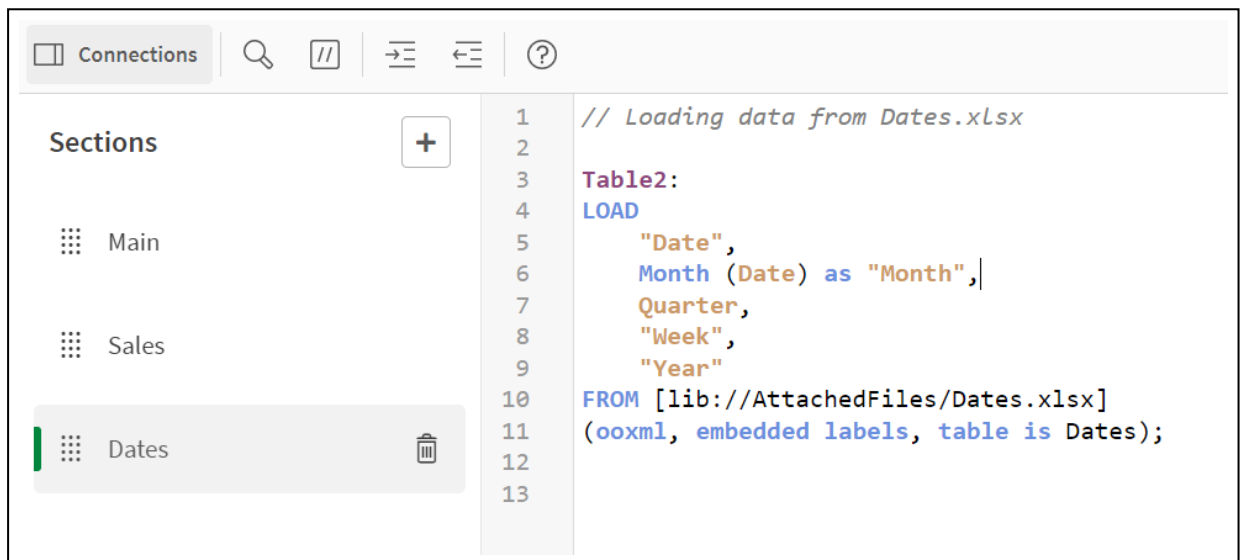 Connections
//
?
Sections
+
Main
Sales
Dates
1 // Loading data from Dates.xlsx
2
3 Table2:
4 LOAD
5 "Date",
6 Month (Date) as "Month",
7 Quarter,
8 "Week",
9 "Year"
10 FROM [lib://AttachedFiles/Dates.xlsx]
11 (ooxml, embedded labels, table is Dates);
12
13